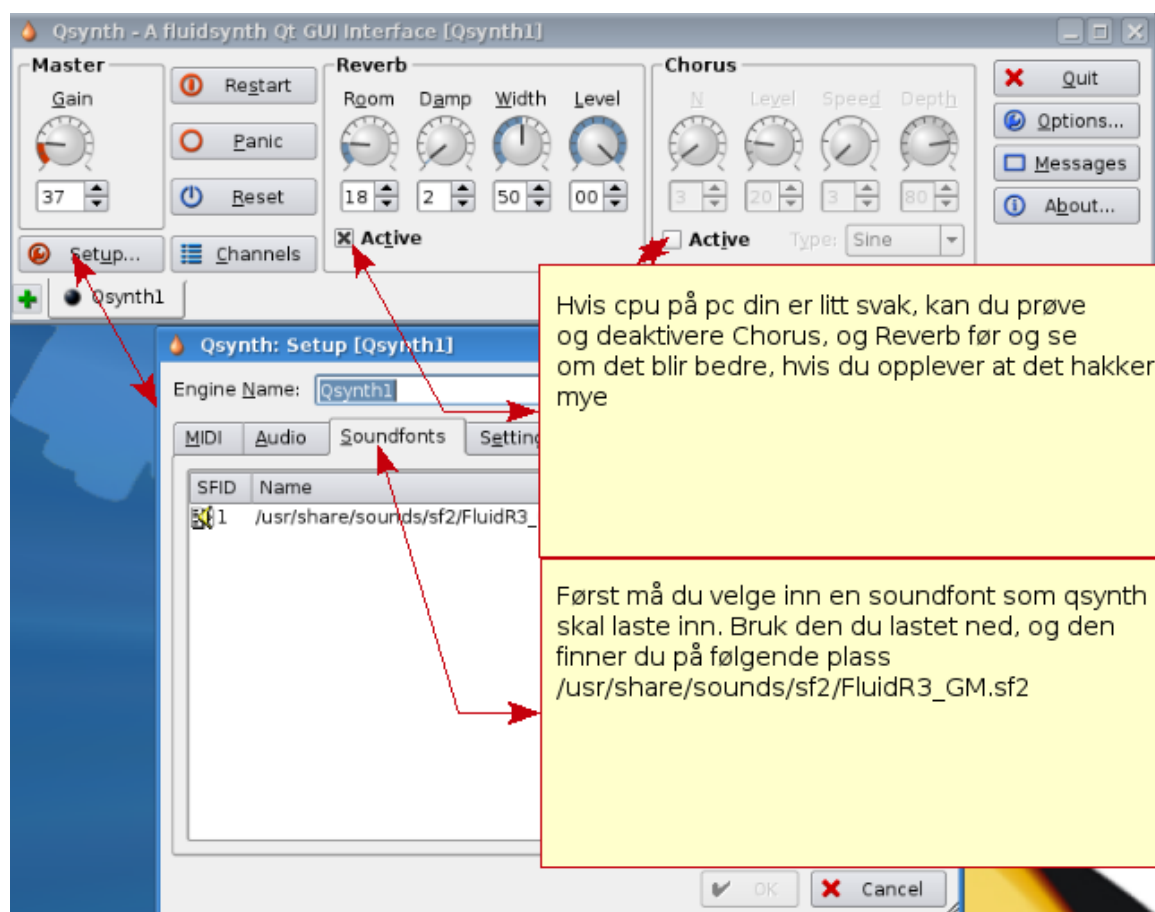 Qsynth - A fluidsynth Qt GUI Interface [Qsynth1]
Master
Gain
37
Setup...
Restart
Panic
Reset
Channels
Reverb
Room Damp Width Level
18 2 50 00
Active
Chorus
N Level Speed Depth
3 20 3 80
Active Type: Sine
Quit
Options...
Messages
About...
Qsynth1
Hvis cpu på pc din er litt svak, kan du prøve
og deaktivere Chorus, og Reverb før og se
om det blir bedre, hvis du opplever at det hakker
mye
Qsynth: Setup [Qsynth1]
Engine Name: Qsynth1
MIDI Audio Soundfonts Setting
SFID Name
1 /usr/share/sounds/sf2/FluidR3_
Først må du velge inn en soundfont som qsynth
skal laste inn. Bruk den du lastet ned, og den
finner du på følgende plass
/usr/share/sounds/sf2/FluidR3_GM.sf2
OK Cancel